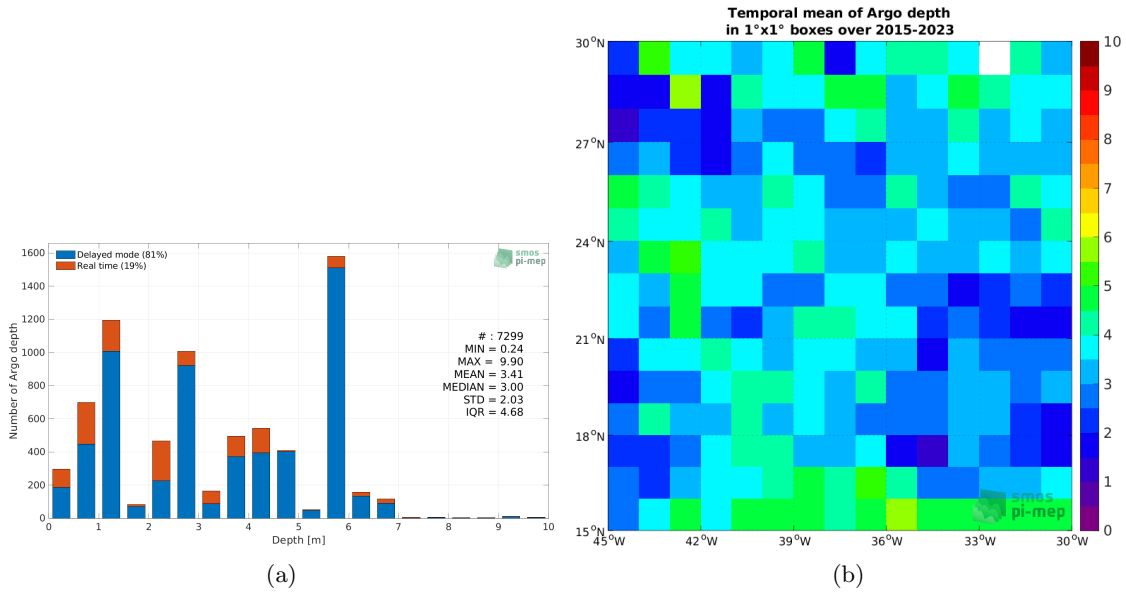 1600
1400
1200
1000
800
600
400
200
0
Number of Argo depth
Delayed mode (81%)
Real time (19%)
smos
pi-mep
# : 7299
MIN = 0.24
MAX = 9.90
MEAN = 3.41
MEDIAN = 3.00
STD = 2.03
IQR = 4.68
0 1 2 3 4 5 6 7 8 9 10
Depth [m]
(a)
Temporal mean of Argo depth
in 1°x1° boxes over 2015-2023
30°N
27°N
24°N
21°N
18°N
15°N
45°W 42°W 39°W 36°W 33°W 30°W
smos
pi-mep
10
9
8
7
6
5
4
3
2
1
0
(b)